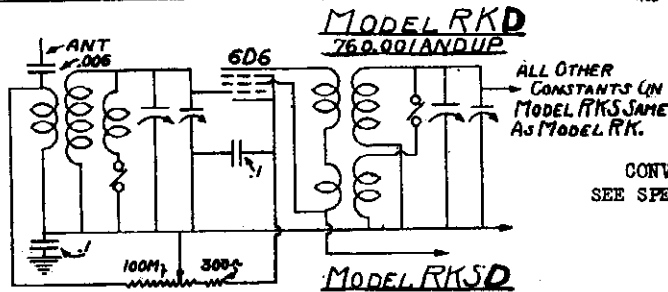 MODEL RKD
760,001 AND UP
ANT
.006
6D6
ALL OTHER
CONSTANTS ON
MODEL RKS SAME
AS MODEL RK.
CONV
SEE SPE
.1
.1
100M
300Ω
MODEL RKSD